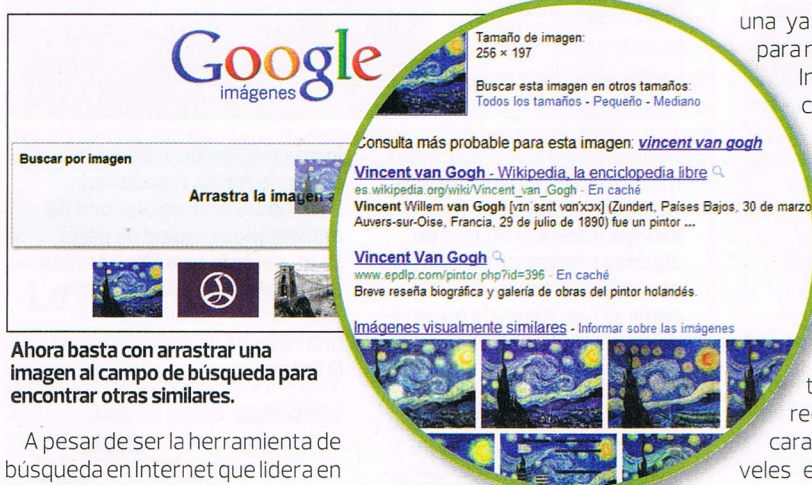 Google
imágenes
Buscar por imagen
Arrastra la imagen a
Ahora basta con arrastrar una
imagen al campo de búsqueda para
encontrar otras similares.
A pesar de ser la herramienta de
búsqueda en Internet que lidera en
Tamaño de imagen:
256 × 197
Buscar esta imagen en otros tamaños:
Todos los tamaños - Pequeño - Mediano
Consulta más probable para esta imagen: vincent van gogh
Vincent van Gogh - Wikipedia, la enciclopedia libre
es.wikipedia.org/wiki/Vincent_van_Gogh - En caché
Vincent Willem van Gogh [vɪnˈsɛnt vɑnˈxɔx] (Zundert, Países Bajos, 30 de marzo
Auvers-sur-Oise, Francia, 29 de julio de 1890) fue un pintor ...
Vincent Van Gogh
www.epdlp.com/pintor.php?id=396 - En caché
Breve reseña biográfica y galería de obras del pintor holandés.
Imágenes visualmente similares - Informar sobre las imágenes
una ya
para
In
c
t
re
cara
veles e